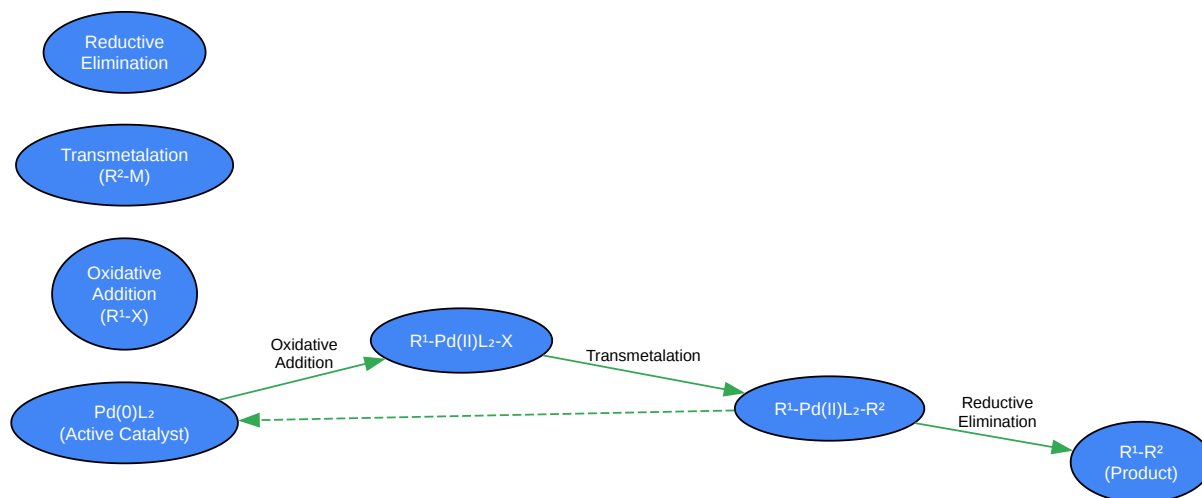 Reductive
Elimination
Transmetalation
(R²-M)
Oxidative
Addition
(R¹-X)
Pd(0)L₂
(Active Catalyst)
Oxidative
Addition
R¹-Pd(II)L₂-X
Transmetalation
R¹-Pd(II)L₂-R²
Reductive
Elimination
R¹-R²
(Product)